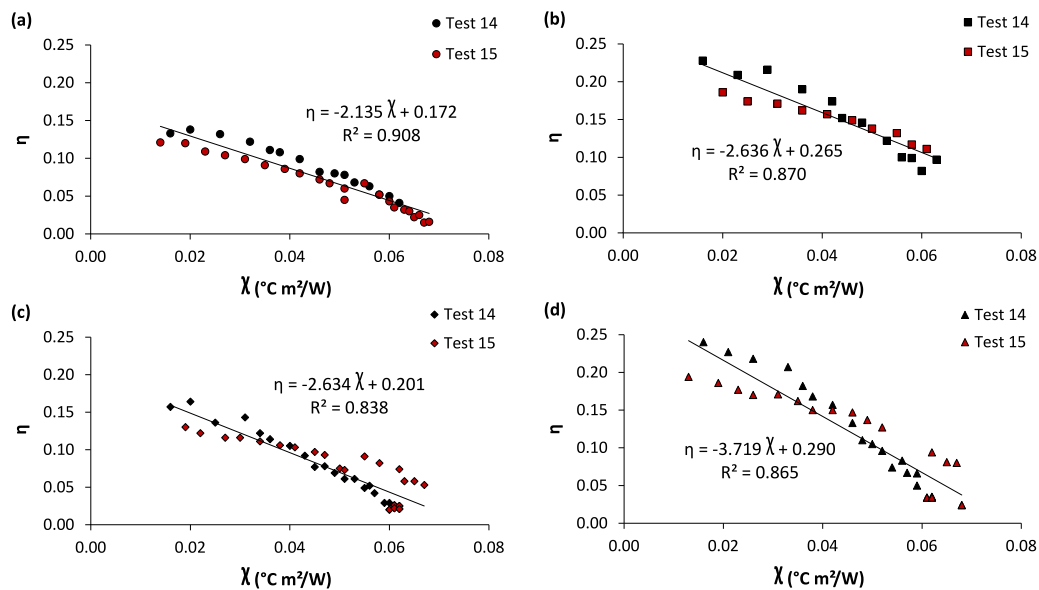 (a)
Test 14
Test 15
0.25
0.20
0.15
0.10
0.05
0.00
η
η = -2.135 χ + 0.172
R² = 0.908
0.00 0.02 0.04 0.06 0.08
χ (°C m²/W)
(b)
Test 14
Test 15
0.25
0.20
0.15
0.10
0.05
0.00
η
η = -2.636 χ + 0.265
R² = 0.870
0.00 0.02 0.04 0.06 0.08
χ (°C m²/W)
(c)
Test 14
Test 15
0.25
0.20
0.15
0.10
0.05
0.00
η
η = -2.634 χ + 0.201
R² = 0.838
0.00 0.02 0.04 0.06 0.08
χ (°C m²/W)
(d)
Test 14
Test 15
0.25
0.20
0.15
0.10
0.05
0.00
η
η = -3.719 χ + 0.290
R² = 0.865
0.00 0.02 0.04 0.06 0.08
χ (°C m²/W)